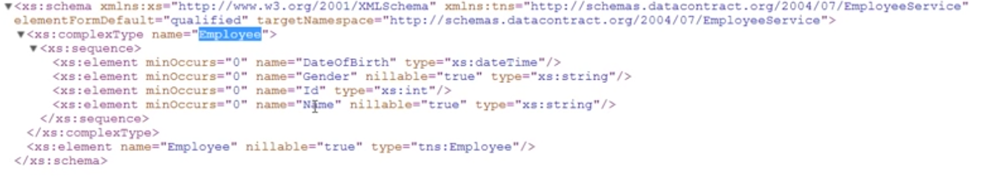 ▼<xs:schema xmlns:xs="http://www.w3.org/2001/XMLSchema" xmlns:tns="http://schemas.datacontract.org/2004/07/EmployeeService"
elementFormDefault="qualified" targetNamespace="http://schemas.datacontract.org/2004/07/EmployeeService">
▼<xs:complexType name="Employee">
▼<xs:sequence>
<xs:element minOccurs="0" name="DateOfBirth" type="xs:dateTime"/>
<xs:element minOccurs="0" name="Gender" nillable="true" type="xs:string"/>
<xs:element minOccurs="0" name="Id" type="xs:int"/>
<xs:element minOccurs="0" name="Name" nillable="true" type="xs:string"/>
</xs:sequence>
</xs:complexType>
<xs:element name="Employee" nillable="true" type="tns:Employee"/>
</xs:schema>